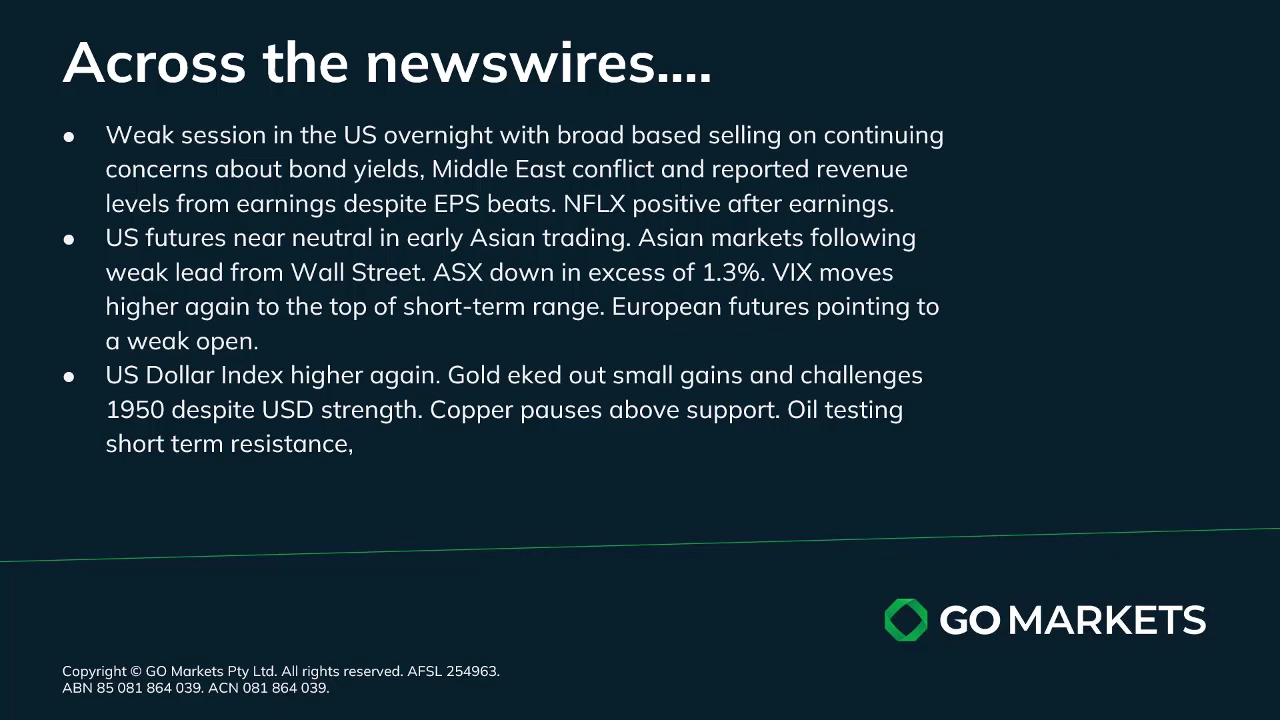 Across the newswires....
● Weak session in the US overnight with broad based selling on continuing
concerns about bond yields, Middle East conflict and reported revenue
levels from earnings despite EPS beats. NFLX positive after earnings.
● US futures near neutral in early Asian trading. Asian markets following
weak lead from Wall Street. ASX down in excess of 1.3%. VIX moves
higher again to the top of short-term range. European futures pointing to
a weak open.
● US Dollar Index higher again. Gold eked out small gains and challenges
1950 despite USD strength. Copper pauses above support. Oil testing
short term resistance,
GO MARKETS
Copyright © GO Markets Pty Ltd. All rights reserved. AFSL 254963.
ABN 85 081 864 039. ACN 081 864 039.